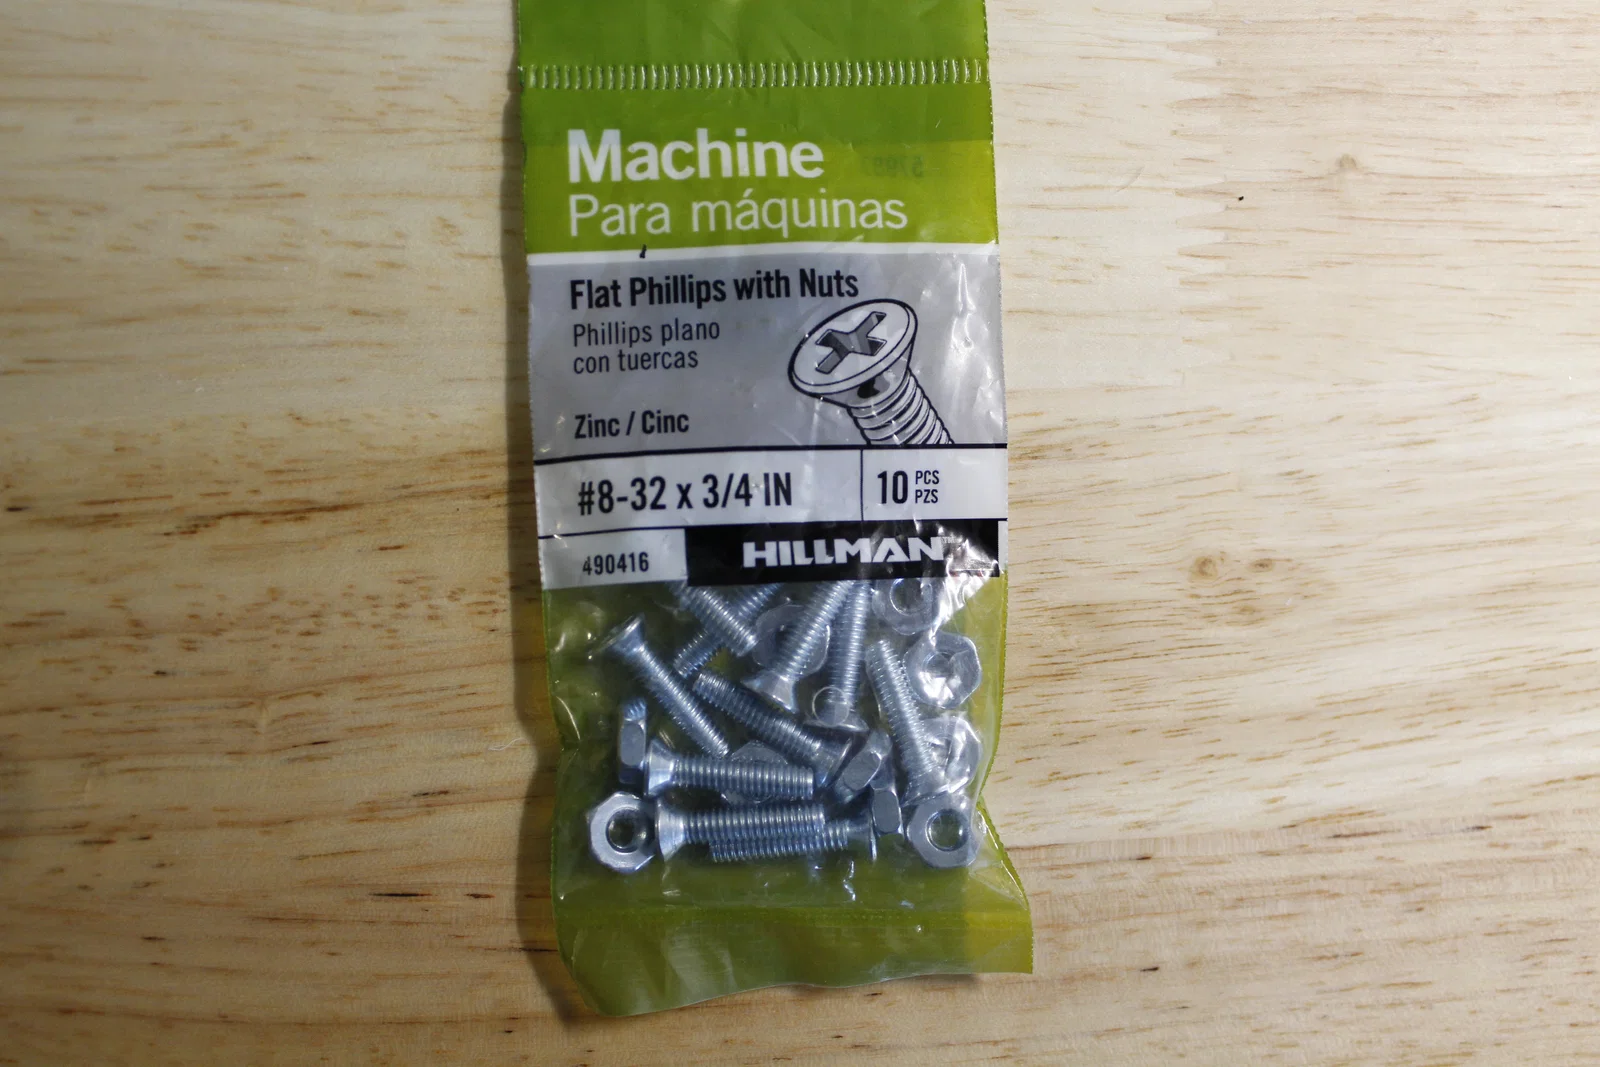 Machine
Para máquinas
Flat Phillips with Nuts
Phillips plano
con tuercas
Zinc / Cinc
#8-32 x 3/4 IN
10 PCS
PZS
490416
HILLMAN™